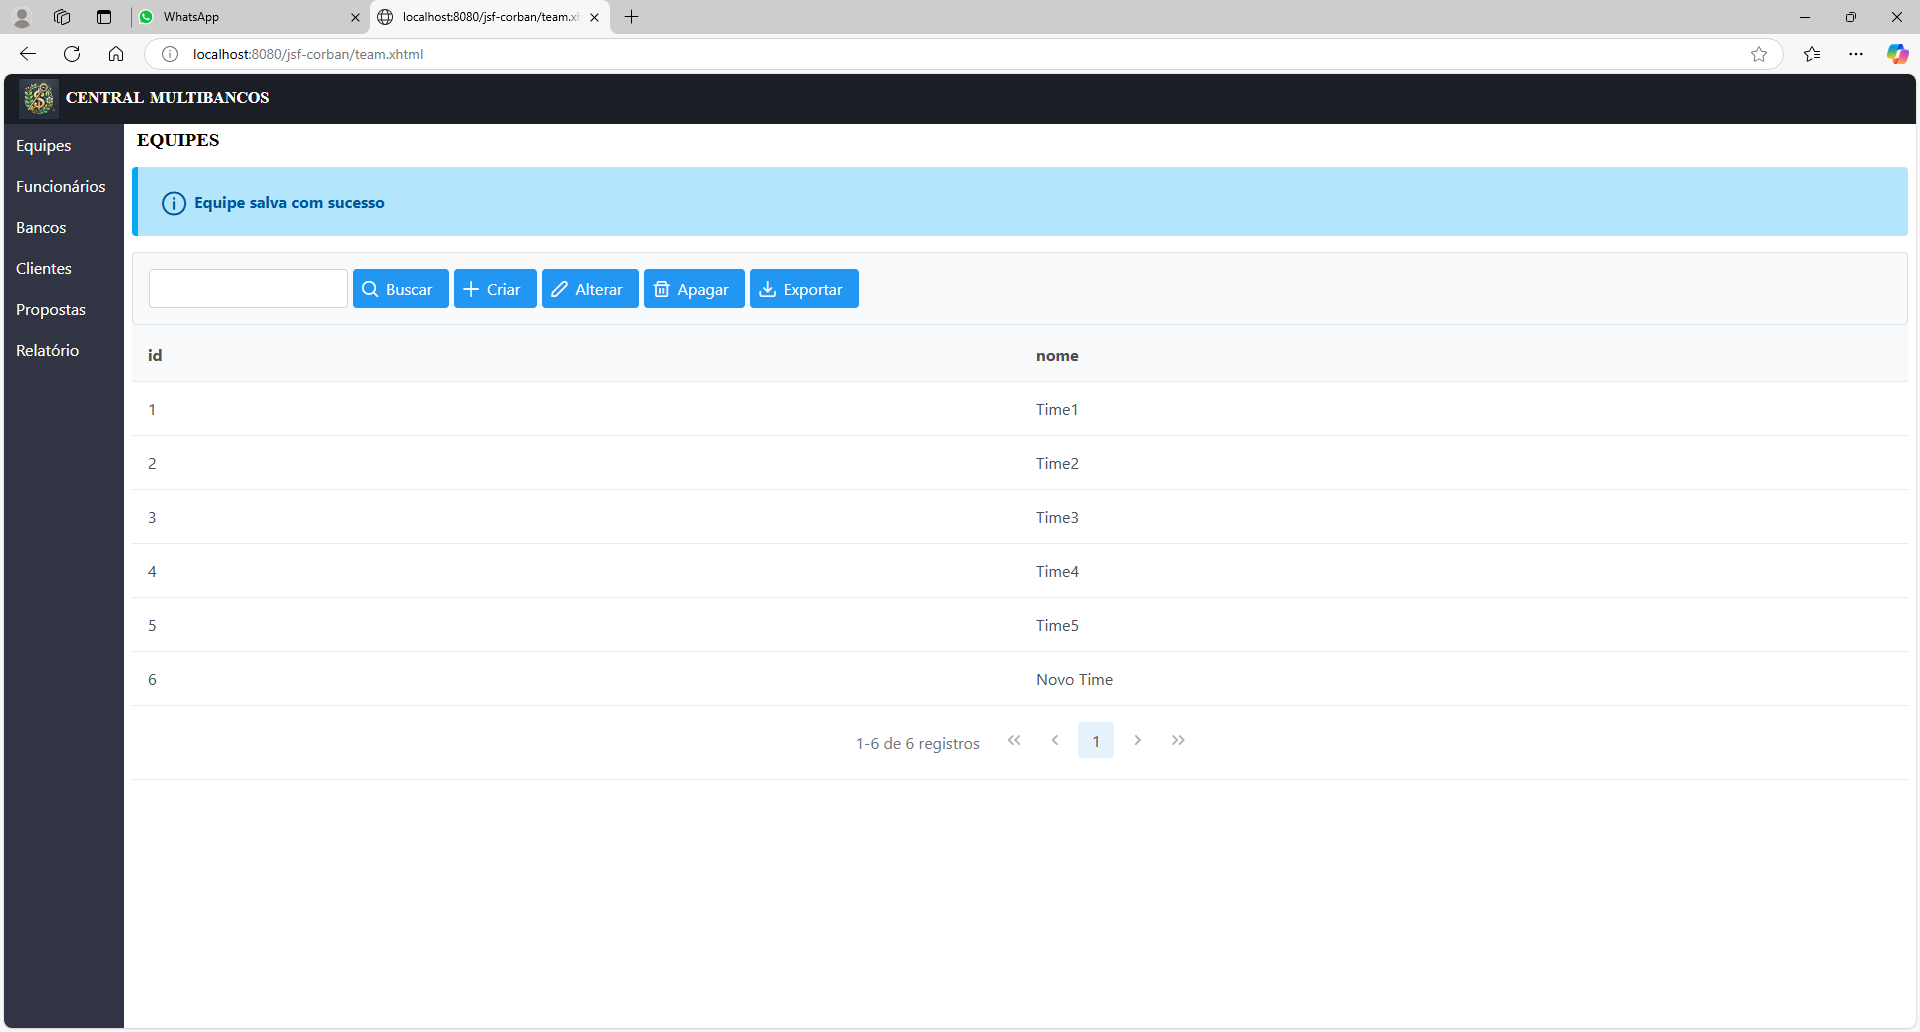 WhatsApp
localhost:8080/jsf-corban/team.xh
localhost:8080/jsf-corban/team.xhtml
CENTRAL MULTIBANCOS
Equipes
Funcionários
Bancos
Clientes
Propostas
Relatório
EQUIPES
Equipe salva com sucesso
Buscar Criar Alterar Apagar Exportar
id nome
1 Time1
2 Time2
3 Time3
4 Time4
5 Time5
6 Novo Time
1-6 de 6 registros 1